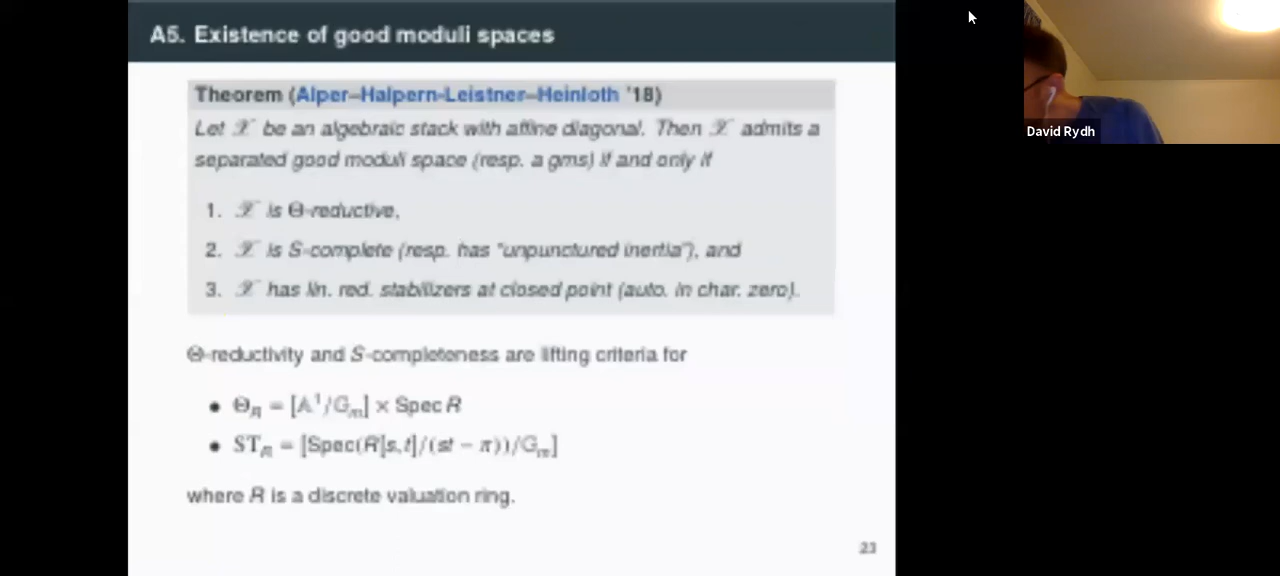 A5. Existence of good moduli spaces
Theorem (Alper–Halpern-Leistner–Heinloth '18)
Let 𝒳 be an algebraic stack with affine diagonal. Then 𝒳 admits a
separated good moduli space (resp. a gms) if and only if
1. 𝒳 is Θ-reductive,
2. 𝒳 is S-complete (resp. has "unpunctured inertia"), and
3. 𝒳 has lin. red. stabilizers at closed point (auto. in char. zero).
Θ-reductivity and S-completeness are lifting criteria for
• Θ_R = [𝔸¹/𝔾_m] × Spec R
• ST_R = [Spec(R[s,t]/(st − π))/𝔾_m]
where R is a discrete valuation ring.
23
David Rydh